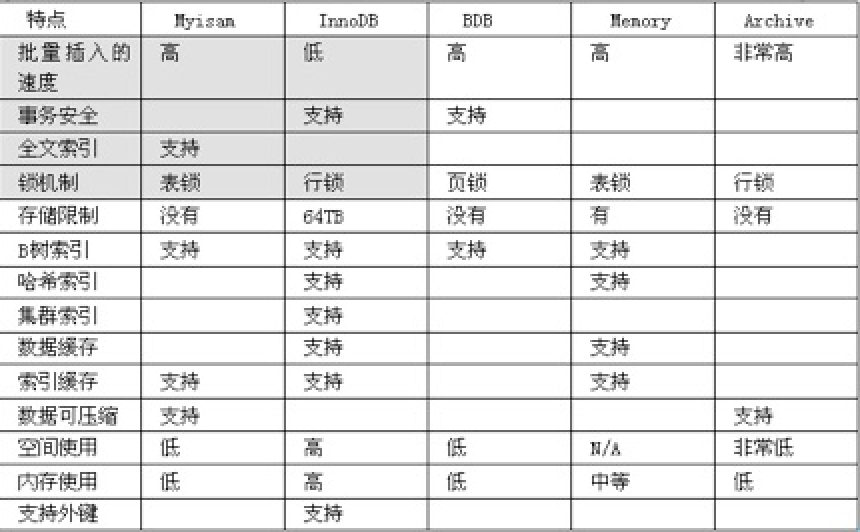 特点 Myisam InnoDB BDB Memory Archive
批量插入的 高 低 高 高 非常高
速度
事务安全 支持 支持
全文索引 支持
锁机制 表锁 行锁 页锁 表锁 行锁
存储限制 没有 64TB 没有 有 没有
B树索引 支持 支持 支持 支持
哈希索引 支持 支持
集群索引 支持
数据缓存 支持 支持
索引缓存 支持 支持 支持
数据可压缩 支持 支持
空间使用 低 高 低 N/A 非常低
内存使用 低 高 低 中等 低
支持外键 支持